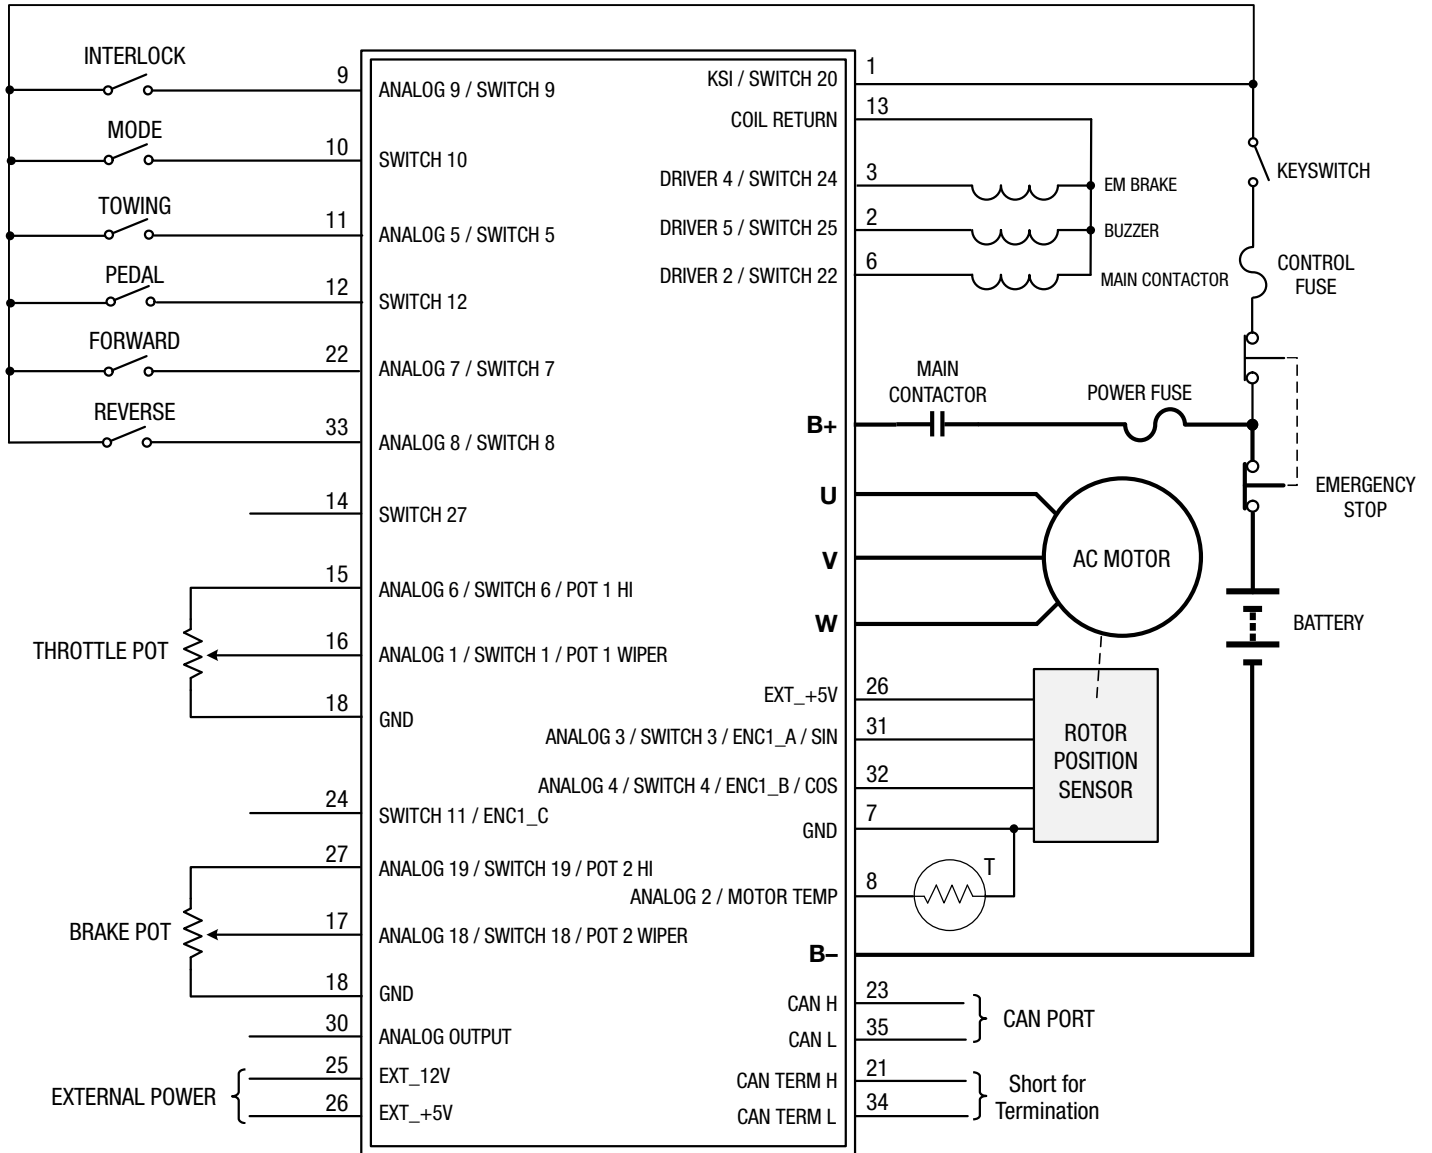 INTERLOCK
9
ANALOG 9 / SWITCH 9
MODE
10
SWITCH 10
TOWING
11
ANALOG 5 / SWITCH 5
PEDAL
12
SWITCH 12
FORWARD
22
ANALOG 7 / SWITCH 7
REVERSE
33
ANALOG 8 / SWITCH 8
14
SWITCH 27
THROTTLE POT
15
ANALOG 6 / SWITCH 6 / POT 1 HI
16
ANALOG 1 / SWITCH 1 / POT 1 WIPER
18
GND
24
SWITCH 11 / ENC1_C
BRAKE POT
27
ANALOG 19 / SWITCH 19 / POT 2 HI
17
ANALOG 18 / SWITCH 18 / POT 2 WIPER
18
GND
30
ANALOG OUTPUT
EXTERNAL POWER
25
EXT_12V
26
EXT_+5V
KSI / SWITCH 20
1
COIL RETURN
13
DRIVER 4 / SWITCH 24
3
EM BRAKE
DRIVER 5 / SWITCH 25
2
BUZZER
DRIVER 2 / SWITCH 22
6
MAIN CONTACTOR
KEYSWITCH
CONTROL
FUSE
B+
MAIN
CONTACTOR
POWER FUSE
EMERGENCY
STOP
U
V
W
AC MOTOR
BATTERY
EXT_+5V
26
ANALOG 3 / SWITCH 3 / ENC1_A / SIN
31
ANALOG 4 / SWITCH 4 / ENC1_B / COS
32
GND
7
ROTOR
POSITION
SENSOR
ANALOG 2 / MOTOR TEMP
8
T
B–
CAN H
23
CAN L
35
CAN PORT
CAN TERM H
21
CAN TERM L
34
Short for
Termination